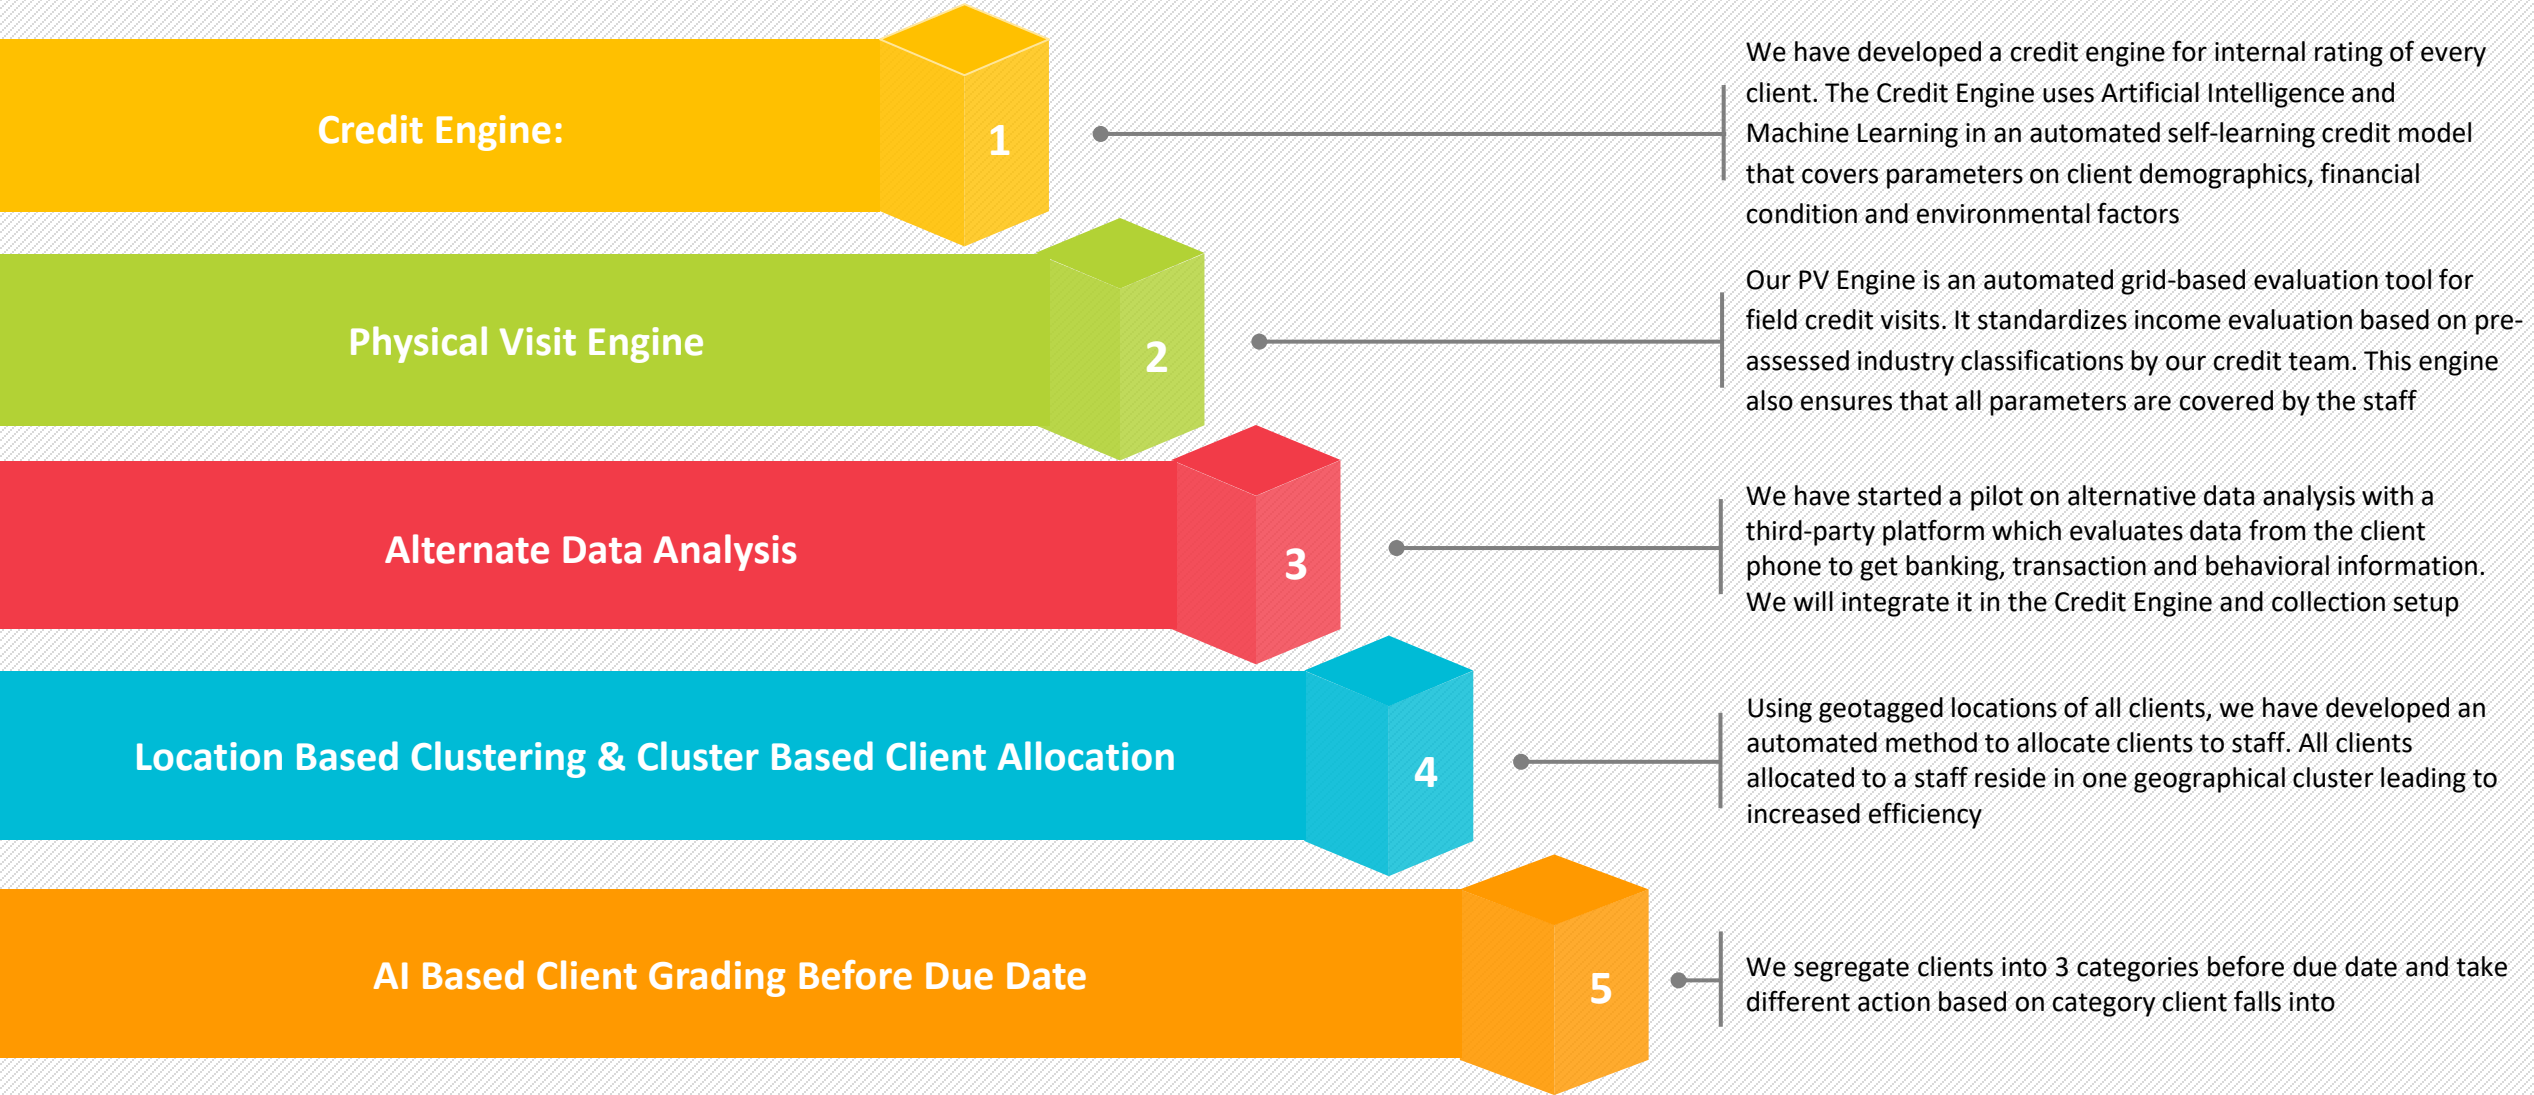 Credit Engine:
1
We have developed a credit engine for internal rating of every
client. The Credit Engine uses Artificial Intelligence and
Machine Learning in an automated self-learning credit model
that covers parameters on client demographics, financial
condition and environmental factors
Physical Visit Engine
2
Our PV Engine is an automated grid-based evaluation tool for
field credit visits. It standardizes income evaluation based on pre-
assessed industry classifications by our credit team. This engine
also ensures that all parameters are covered by the staff
Alternate Data Analysis
3
We have started a pilot on alternative data analysis with a
third-party platform which evaluates data from the client
phone to get banking, transaction and behavioral information.
We will integrate it in the Credit Engine and collection setup
Location Based Clustering & Cluster Based Client Allocation
4
Using geotagged locations of all clients, we have developed an
automated method to allocate clients to staff. All clients
allocated to a staff reside in one geographical cluster leading to
increased efficiency
AI Based Client Grading Before Due Date
5
We segregate clients into 3 categories before due date and take
different action based on category client falls into